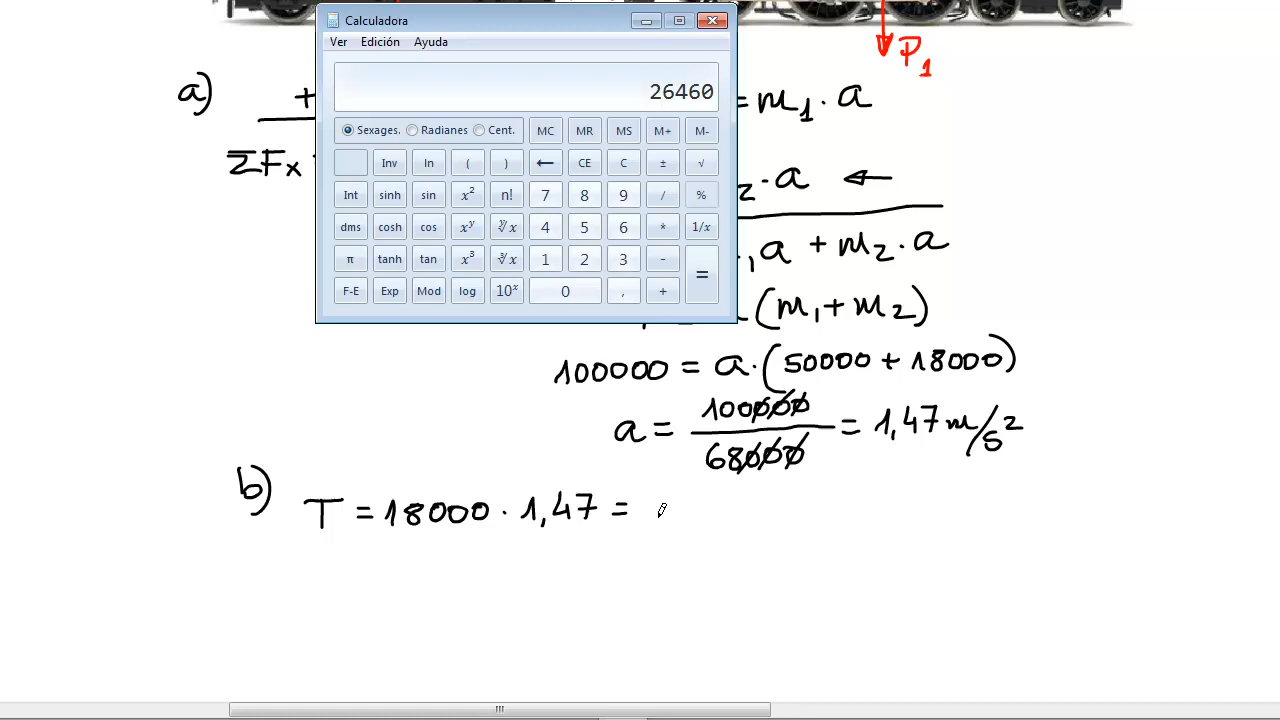 Calculadora
Ver Edición Ayuda
26460
Sexages. Radianes Cent. MC MR MS M+ M-
Inv ln ( ) ← CE C ± √
Int sinh sin x² n! 7 8 9 / %
dms cosh cos xʸ ʸ√x 4 5 6 * 1/x
π tanh tan x³ ³√x 1 2 3 - =
F-E Exp Mod log 10ˣ 0 , +
P₁
a) + = m₁ · a
ΣFₓ ₂ · a ←
₁ a + m₂ · a
(m₁ + m₂)
100000 = a · (50000 + 18000)
a = 100000 / 68000 = 1,47 m/s²
b) T = 18000 · 1,47 =